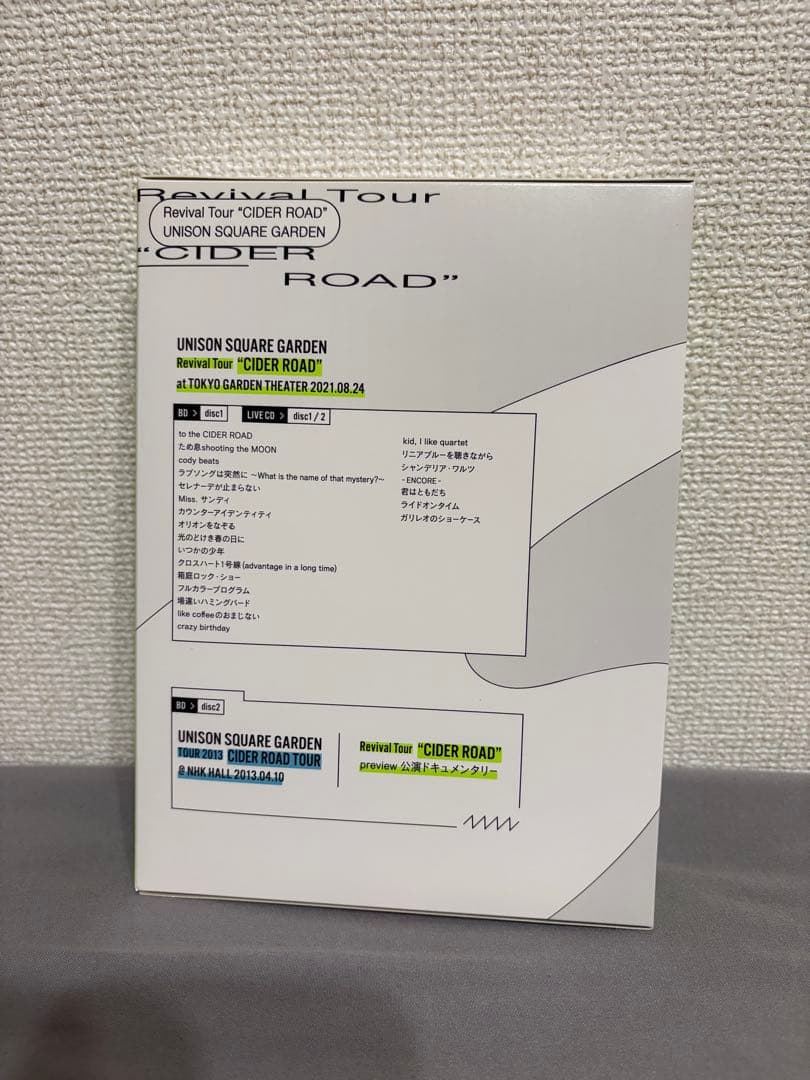 Revival Tour
Revival Tour “CIDER ROAD”
UNISON SQUARE GARDEN
“CIDER
ROAD”
UNISON SQUARE GARDEN
Revival Tour “CIDER ROAD”
at TOKYO GARDEN THEATER 2021.08.24
BD > disc1 LIVE CD > disc1 / 2
to the CIDER ROAD
ため息shooting the MOON
cody beats
ラブソングは突然に 〜What is the name of that mystery?〜
セレナーデが止まらない
Miss. サンディ
カウンターアイデンティティ
オリオンをなぞる
光のとけき春の日に
いつかの少年
クロスハート1号線(advantage in a long time)
箱庭ロック・ショー
フルカラープログラム
場違いハミングバード
like coffeeのおまじない
crazy birthday
kid, I like quartet
リニアブルーを聴きながら
シャンデリア・ワルツ
- ENCORE -
君はともだち
ライドオンタイム
ガリレオのショーケース
BD > disc2
UNISON SQUARE GARDEN
TOUR 2013 CIDER ROAD TOUR
@ NHK HALL 2013.04.10
Revival Tour “CIDER ROAD”
preview 公演ドキュメンタリー